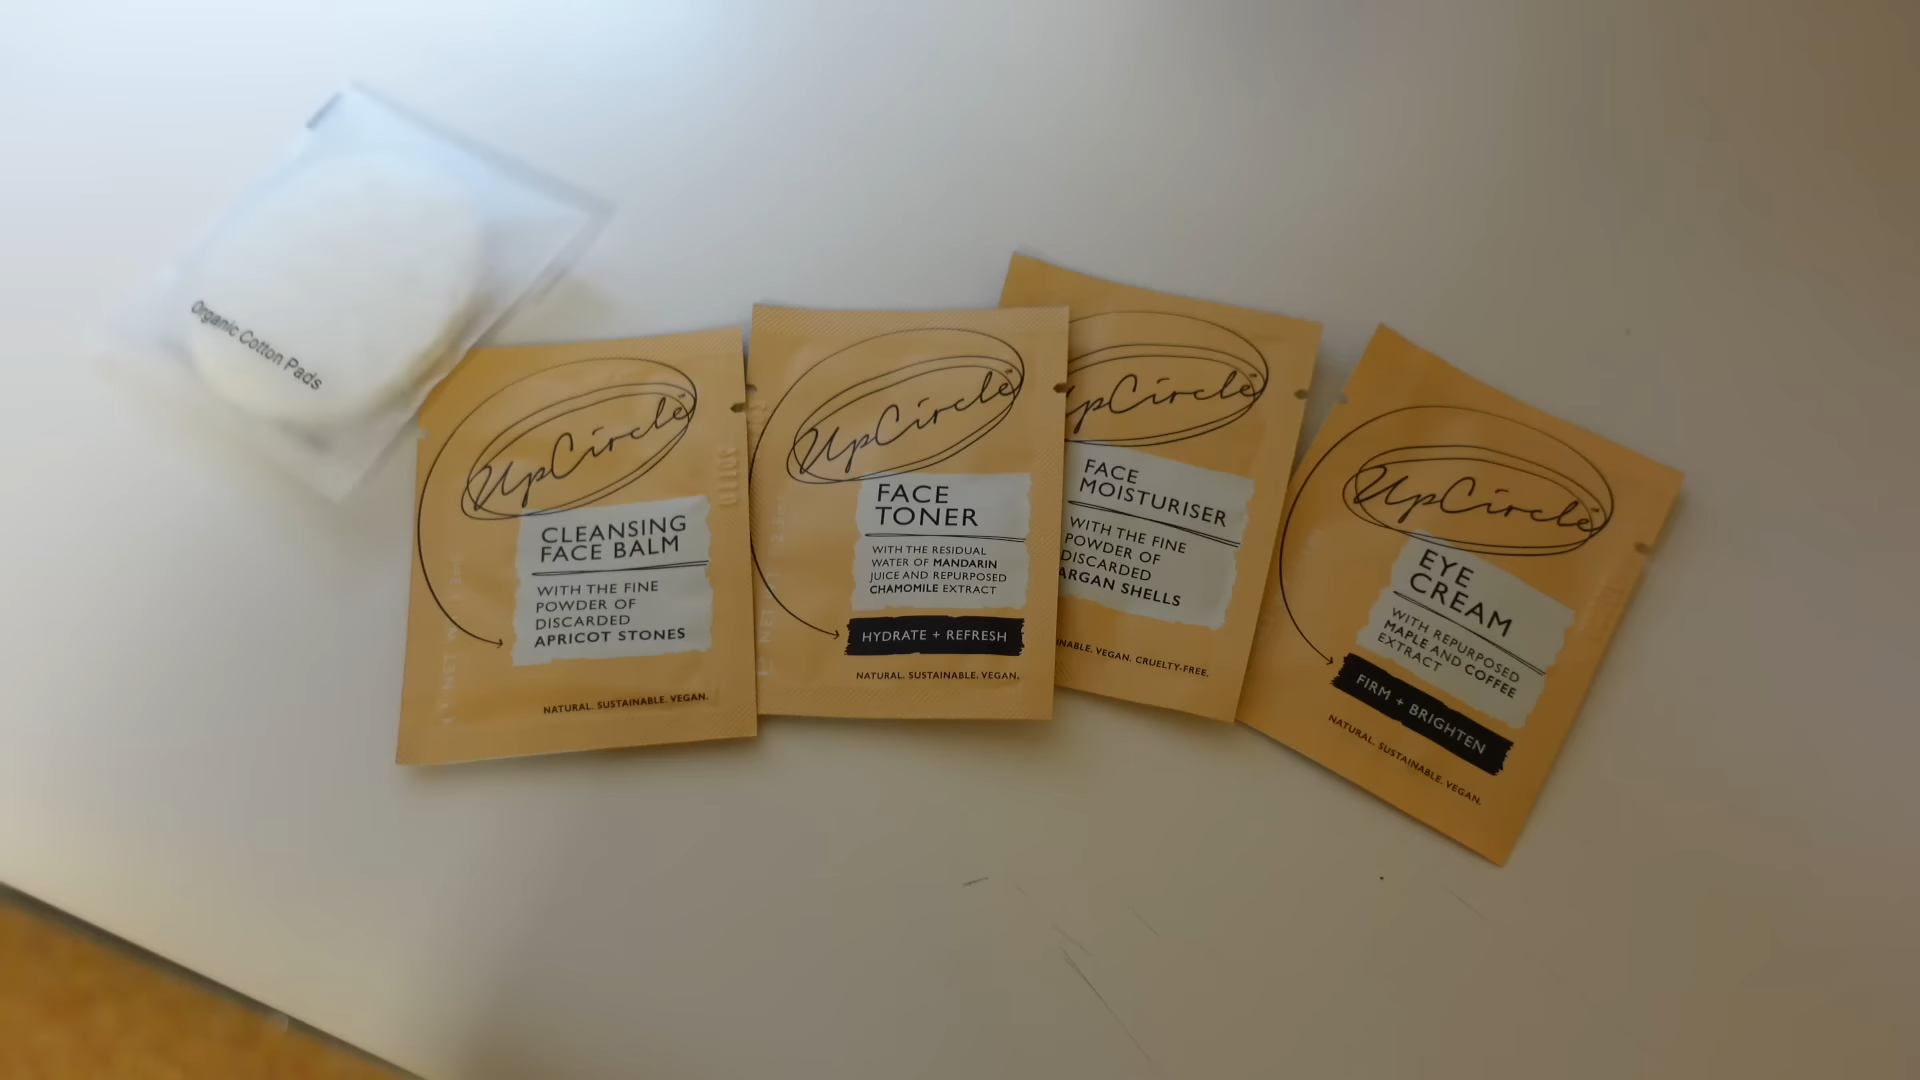 Organic Cotton Pads
UpCircle
CLEANSING
FACE BALM
WITH THE FINE
POWDER OF
DISCARDED
APRICOT STONES
NATURAL. SUSTAINABLE. VEGAN.
UpCircle
FACE
TONER
WITH THE RESIDUAL
WATER OF MANDARIN
JUICE AND REPURPOSED
CHAMOMILE EXTRACT
HYDRATE + REFRESH
NATURAL. SUSTAINABLE. VEGAN.
UpCircle
FACE
MOISTURISER
WITH THE FINE
POWDER OF
DISCARDED
ARGAN SHELLS
VEGAN. CRUELTY-FREE.
UpCircle
EYE
CREAM
WITH REPURPOSED
MAPLE AND COFFEE
EXTRACT
FIRM + BRIGHTEN
NATURAL. SUSTAINABLE. VEGAN.